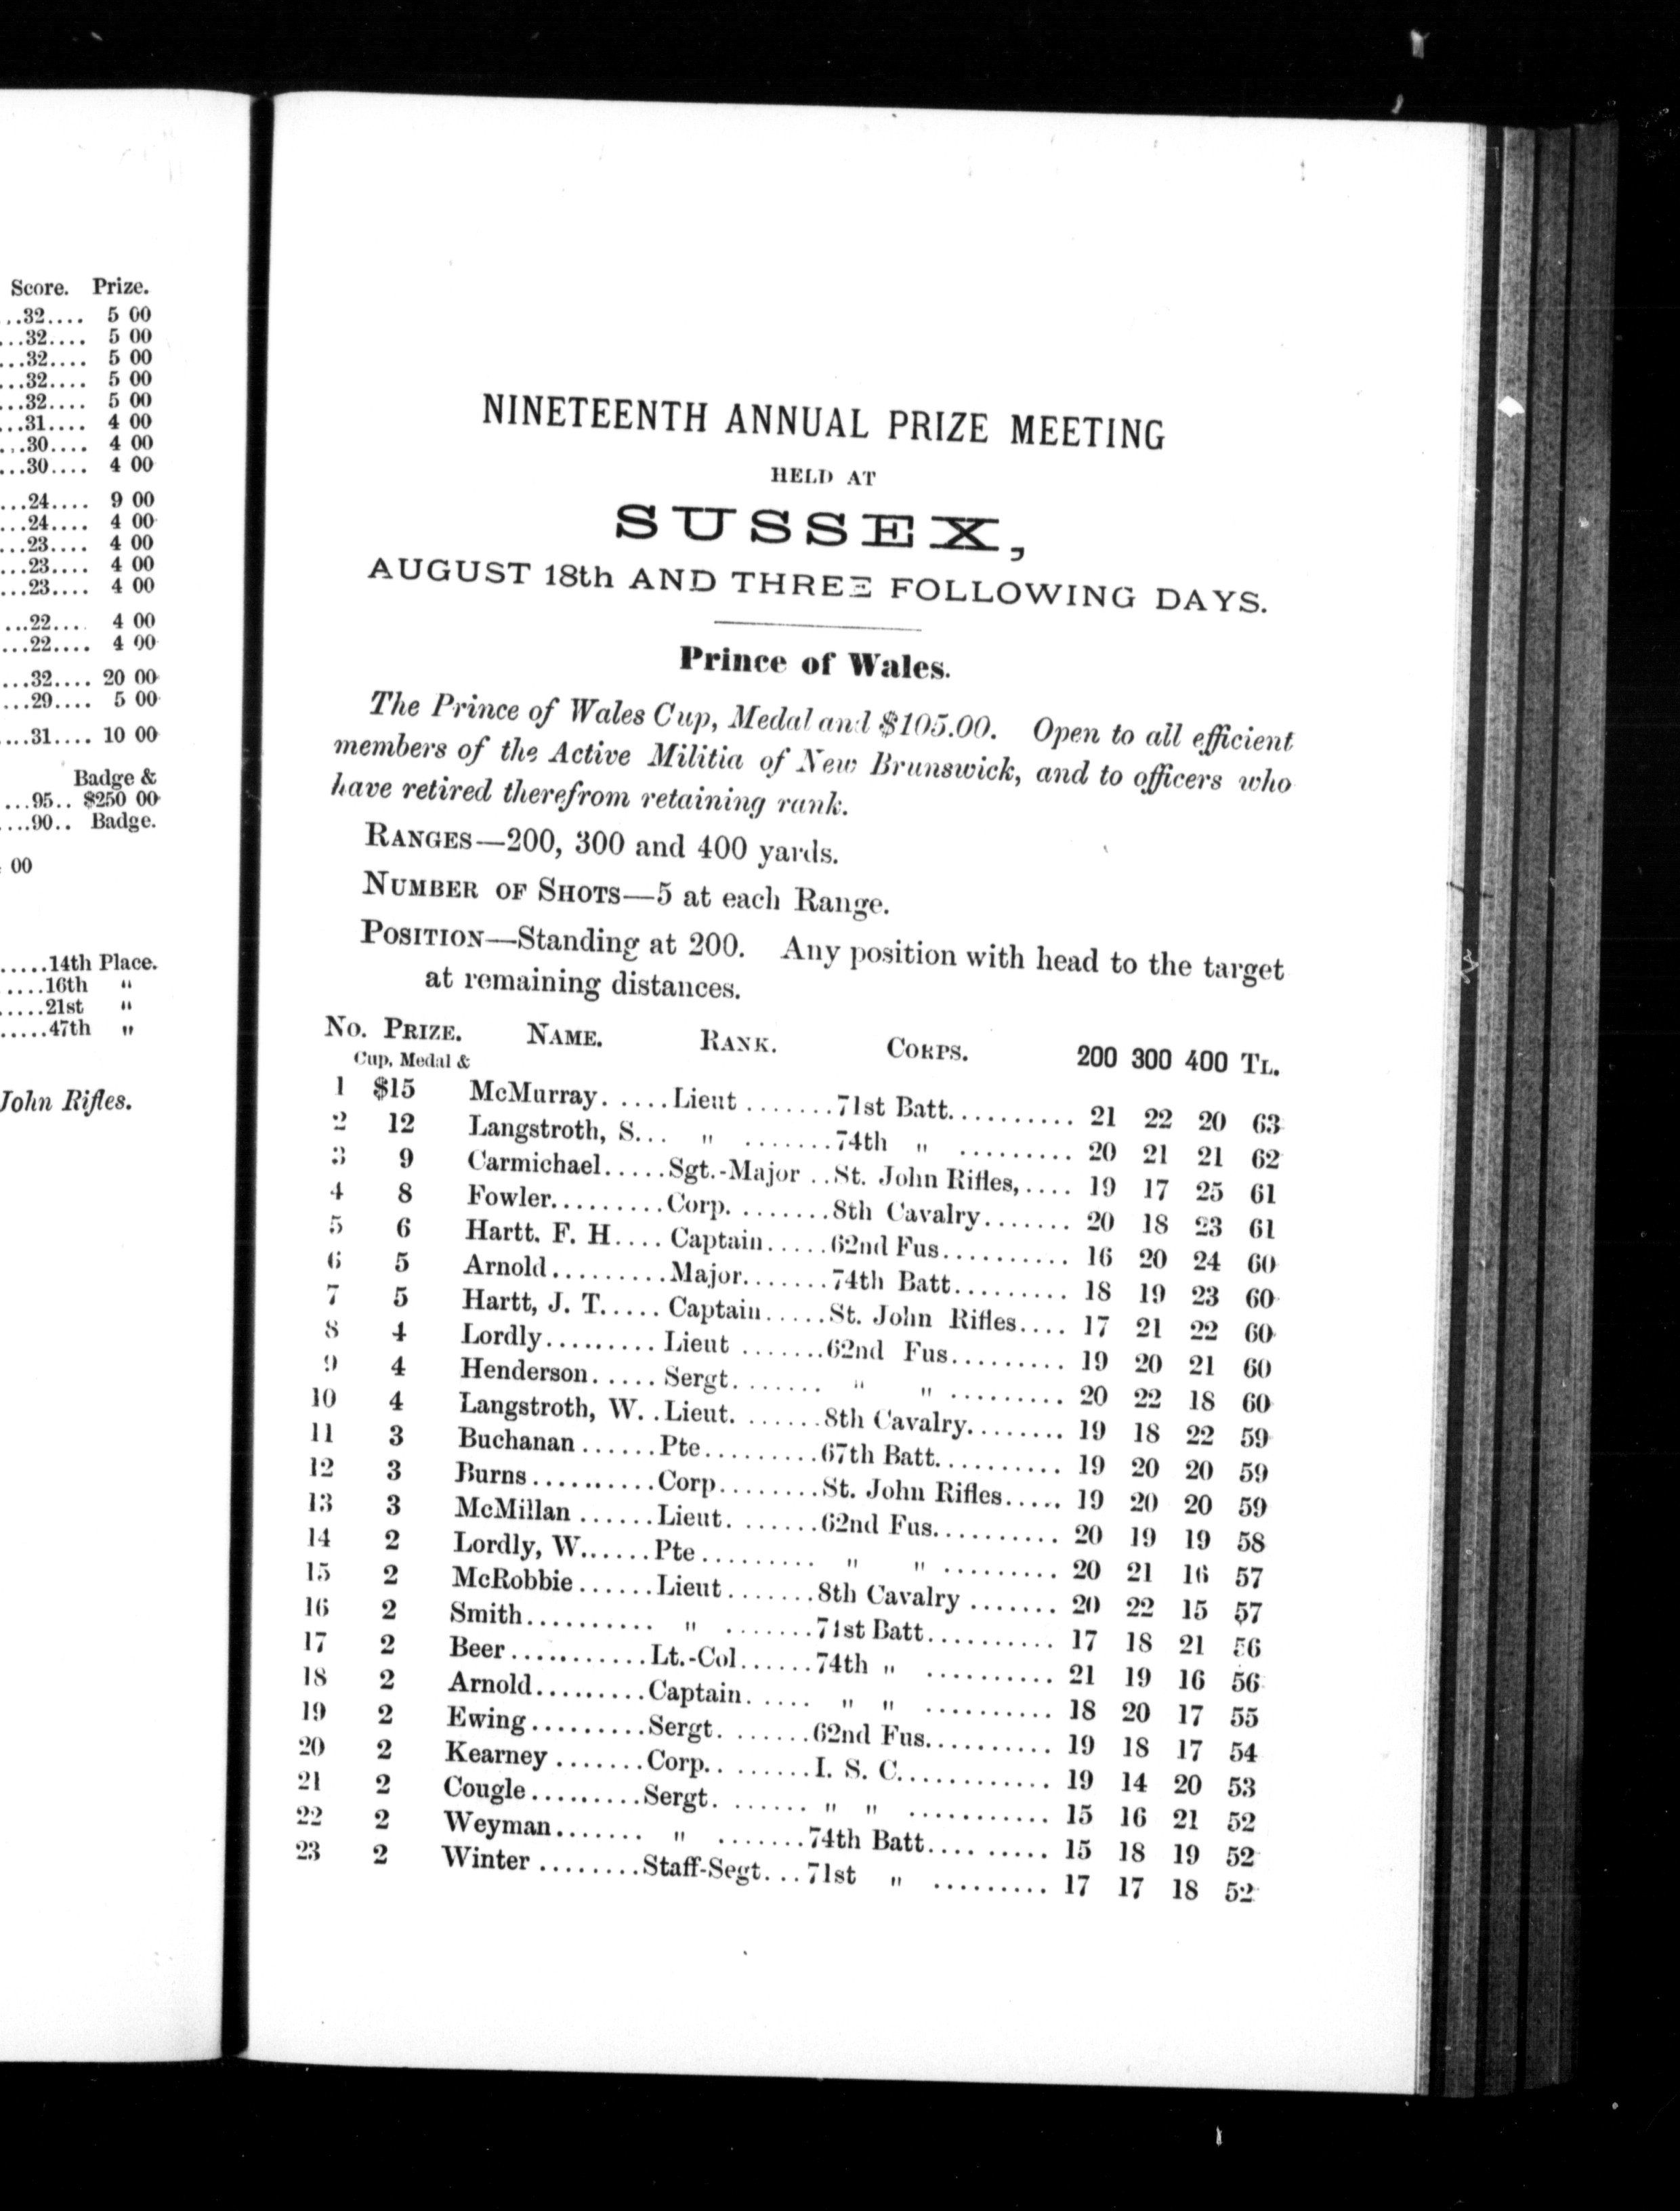 Score. Prize.
...32.... 5 00
...32.... 5 00
...32.... 5 00
...32.... 5 00
...32.... 5 00
...31.... 4 00
...30.... 4 00
...30.... 4 00
...24.... 9 00
...24.... 4 00
...23.... 4 00
...23.... 4 00
...23.... 4 00
...22.... 4 00
...22.... 4 00
...32.... 20 00
...29.... 5 00
....31.... 10 00
Badge &
...95.. $250 00
....90.. Badge.
00
.....14th Place.
....16th "
.....21st "
.....47th "
John Rifles.
NINETEENTH ANNUAL PRIZE MEETING
HELD AT
SUSSEX,
AUGUST 18th AND THREE FOLLOWING DAYS.
Prince of Wales.
The Prince of Wales Cup, Medal and $105.00. Open to all efficient
members of the Active Militia of New Brunswick, and to officers who
have retired therefrom retaining rank.
RANGES—200, 300 and 400 yards.
NUMBER OF SHOTS—5 at each Range.
POSITION—Standing at 200. Any position with head to the target
at remaining distances.
No. PRIZE. NAME. RANK. CORPS. 200 300 400 TL.
Cup, Medal &
1 $15 McMurray......Lieut.......71st Batt.......... 21 22 20 63
2 12 Langstroth, S... " .......74th " ......... 20 21 21 62
3 9 Carmichael.....Sgt.-Major ..St. John Rifles,.... 19 17 25 61
4 8 Fowler.........Corp. .......8th Cavalry....... 20 18 23 61
5 6 Hartt. F. H.... Captain.....62nd Fus.......... 16 20 24 60
6 5 Arnold.........Major.......74th Batt......... 18 19 23 60
7 5 Hartt, J. T..... Captain.....St. John Rifles.... 17 21 22 60
8 4 Lordly......... Lieut .......62nd Fus......... 19 20 21 60
9 4 Henderson..... Sergt....... " " ......... 20 22 18 60
10 4 Langstroth, W. .Lieut. .......8th Cavalry........ 19 18 22 59
11 3 Buchanan ......Pte.........67th Batt........... 19 20 20 59
12 3 Burns...........Corp........St. John Rifles..... 19 20 20 59
13 3 McMillan ......Lieut. .......62nd Fus........... 20 19 19 58
14 2 Lordly, W......Pte......... " " ......... 20 21 16 57
15 2 McRobbie......Lieut.......8th Cavalry ....... 20 22 15 57
16 2 Smith........... " .......71st Batt.......... 17 18 21 56
17 2 Beer...........Lt.-Col......74th " .......... 21 19 16 56
18 2 Arnold.........Captain..... " " .......... 18 20 17 55
19 2 Ewing.........Sergt. ......62nd Fus.......... 19 18 17 54
20 2 Kearney .......Corp.. .......I. S. C............ 19 14 20 53
21 2 Cougle.........Sergt. ...... " " ........... 15 16 21 52
22 2 Weyman....... " .......74th Batt......... 15 18 19 52
23 2 Winter ........Staff-Segt...71st " ......... 17 17 18 52